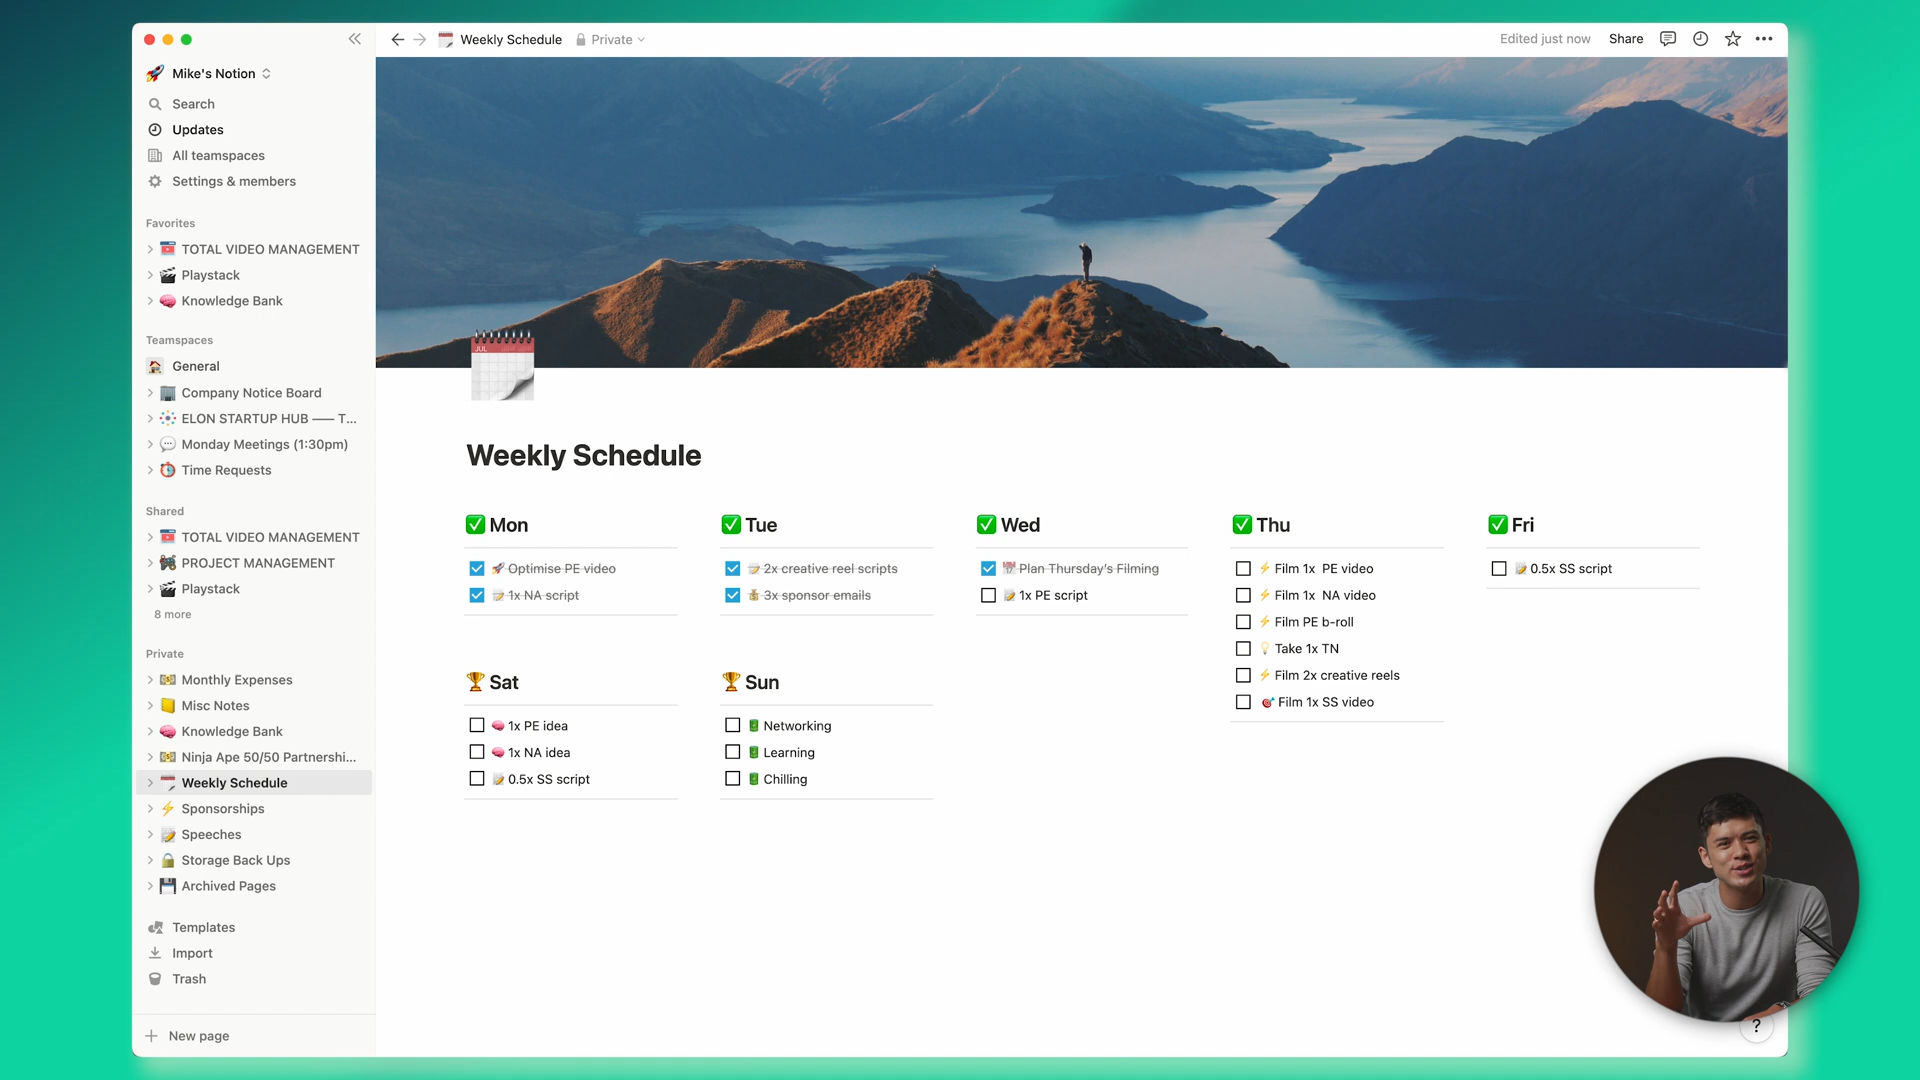 Weekly Schedule
Private
Edited just now
Share
Mike's Notion
Search
Updates
All teamspaces
Settings & members
Favorites
TOTAL VIDEO MANAGEMENT
Playstack
Knowledge Bank
Teamspaces
General
Company Notice Board
ELON STARTUP HUB —— T...
Monday Meetings (1:30pm)
Time Requests
Shared
TOTAL VIDEO MANAGEMENT
PROJECT MANAGEMENT
Playstack
8 more
Private
Monthly Expenses
Misc Notes
Knowledge Bank
Ninja Ape 50/50 Partnershi...
Weekly Schedule
Sponsorships
Speeches
Storage Back Ups
Archived Pages
Templates
Import
Trash
New page
JUL
Weekly Schedule
Mon
Optimise PE video
1x NA script
Tue
2x creative reel scripts
3x sponsor emails
Wed
Plan Thursday's Filming
1x PE script
Thu
Film 1x PE video
Film 1x NA video
Film PE b-roll
Take 1x TN
Film 2x creative reels
Film 1x SS video
Fri
0.5x SS script
Sat
1x PE idea
1x NA idea
0.5x SS script
Sun
Networking
Learning
Chilling
?